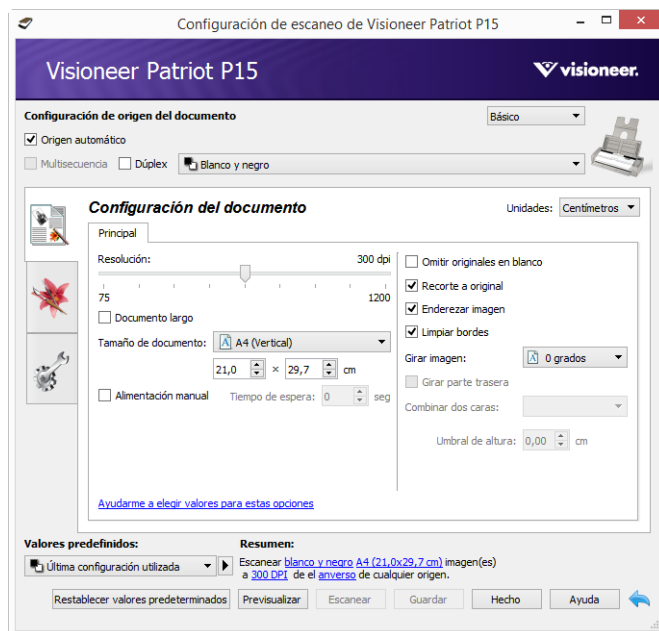 Configuración de escaneo de Visioneer Patriot P15
Visioneer Patriot P15
visioneer.
Configuración de origen del documento
Básico
Origen automático
Multisecuencia
Dúplex
Blanco y negro
Configuración del documento
Unidades: Centímetros
Principal
Resolución: 300 dpi
75 1200
Documento largo
Tamaño de documento: A4 (Vertical)
21,0 × 29,7 cm
Alimentación manual Tiempo de espera: 0 seg
Omitir originales en blanco
Recorte a original
Enderezar imagen
Limpiar bordes
Girar imagen: 0 grados
Girar parte trasera
Combinar dos caras:
Umbral de altura: 0,00 cm
Ayudarme a elegir valores para estas opciones
Valores predefinidos:
Última configuración utilizada
Resumen:
Escanear blanco y negro A4 (21,0x29,7 cm) imagen(es)
a 300 DPI de el anverso de cualquier origen.
Restablecer valores predeterminados
Previsualizar
Escanear
Guardar
Hecho
Ayuda